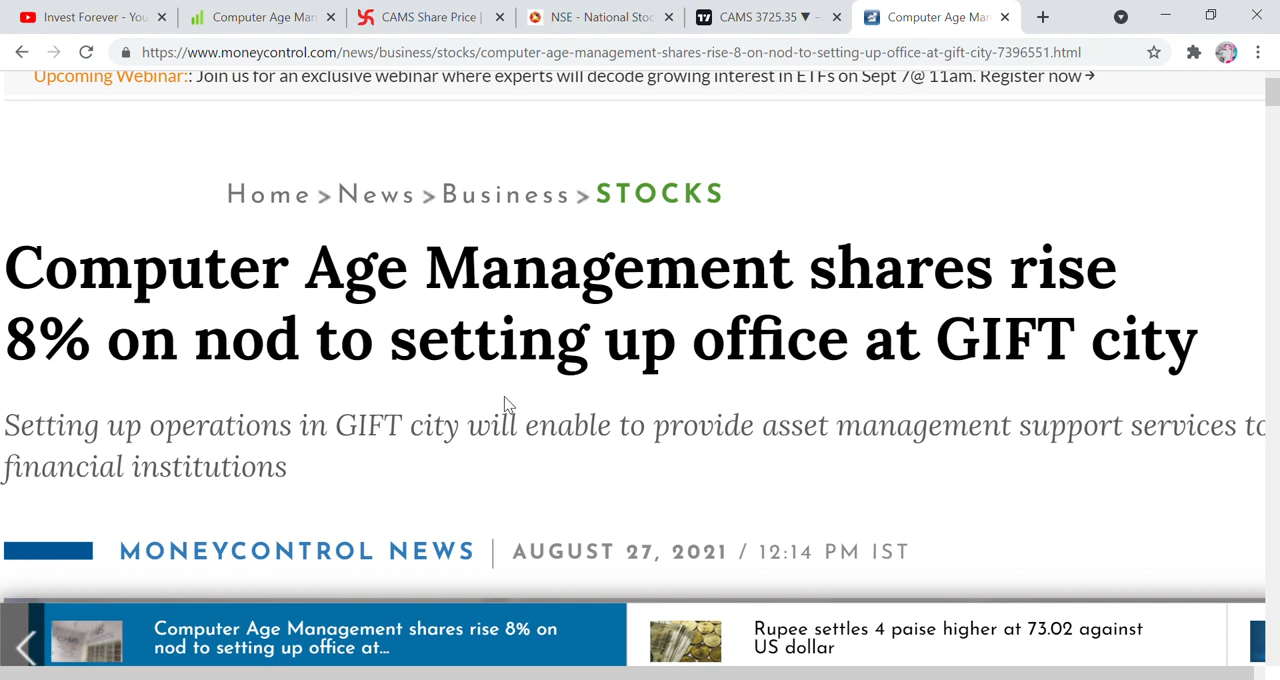 Invest Forever - You
Computer Age Man
CAMS Share Price |
NSE - National Stoc
CAMS 3725.35 ▼ –
Computer Age Man
https://www.moneycontrol.com/news/business/stocks/computer-age-management-shares-rise-8-on-nod-to-setting-up-office-at-gift-city-7396551.html
Upcoming Webinar:: Join us for an exclusive webinar where experts will decode growing interest in ETFs on Sept 7@ 11am. Register now →
Home > News > Business > STOCKS
Computer Age Management shares rise
8% on nod to setting up office at GIFT city
Setting up operations in GIFT city will enable to provide asset management support services to
financial institutions
MONEYCONTROL NEWS | AUGUST 27, 2021 / 12:14 PM IST
Computer Age Management shares rise 8% on
nod to setting up office at...
Rupee settles 4 paise higher at 73.02 against
US dollar